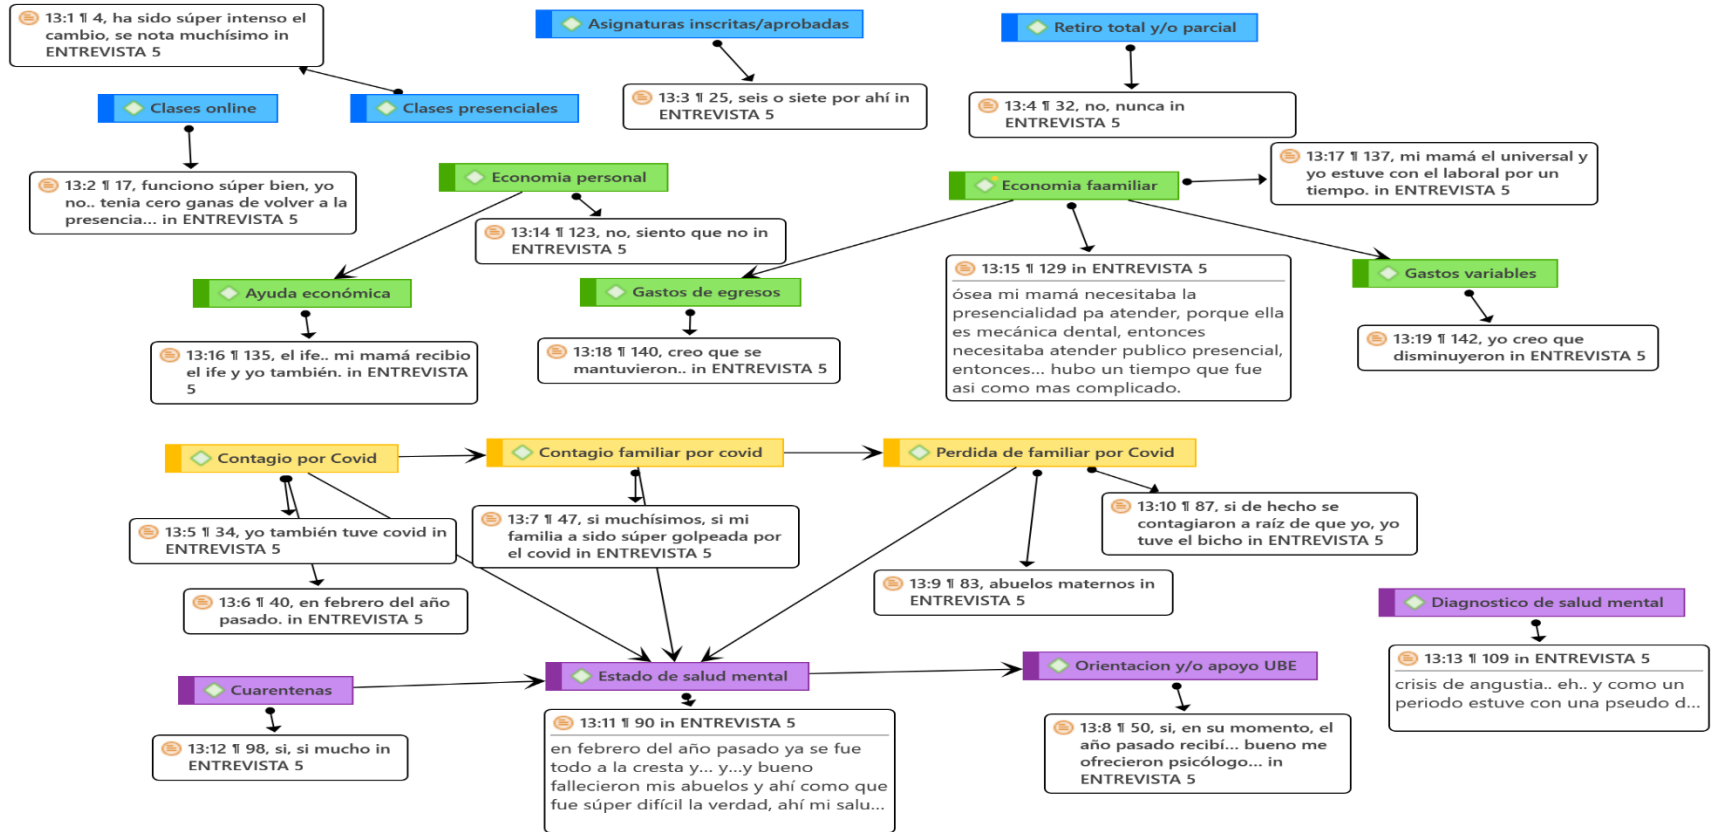 13:1 ¶ 4, ha sido súper intenso el
cambio, se nota muchísimo in
ENTREVISTA 5
Asignaturas inscritas/aprobadas
Retiro total y/o parcial
13:3 ¶ 25, seis o siete por ahí in
ENTREVISTA 5
13:4 ¶ 32, no, nunca in
ENTREVISTA 5
Clases online
Clases presenciales
13:2 ¶ 17, funciono súper bien, yo
no.. tenia cero ganas de volver a la
presencia... in ENTREVISTA 5
Economia personal
Economia faamiliar
13:17 ¶ 137, mi mamá el universal y
yo estuve con el laboral por un
tiempo. in ENTREVISTA 5
13:14 ¶ 123, no, siento que no in
ENTREVISTA 5
Ayuda económica
Gastos de egresos
13:15 ¶ 129 in ENTREVISTA 5
ósea mi mamá necesitaba la
presencialidad pa atender, porque ella
es mecánica dental, entonces
necesitaba atender publico presencial,
entonces... hubo un tiempo que fue
asi como mas complicado.
Gastos variables
13:16 ¶ 135, el ife.. mi mamá recibio
el ife y yo también. in ENTREVISTA
5
13:18 ¶ 140, creo que se
mantuvieron.. in ENTREVISTA 5
13:19 ¶ 142, yo creo que
disminuyeron in ENTREVISTA 5
Contagio por Covid
Contagio familiar por covid
Perdida de familiar por Covid
13:5 ¶ 34, yo también tuve covid in
ENTREVISTA 5
13:7 ¶ 47, si muchísimos, si mi
familia a sido súper golpeada por
el covid in ENTREVISTA 5
13:10 ¶ 87, si de hecho se
contagiaron a raíz de que yo, yo
tuve el bicho in ENTREVISTA 5
13:6 ¶ 40, en febrero del año
pasado. in ENTREVISTA 5
13:9 ¶ 83, abuelos maternos in
ENTREVISTA 5
Diagnostico de salud mental
13:13 ¶ 109 in ENTREVISTA 5
crisis de angustia.. eh.. y como un
periodo estuve con una pseudo d...
Cuarentenas
Estado de salud mental
Orientacion y/o apoyo UBE
13:12 ¶ 98, si, si mucho in
ENTREVISTA 5
13:11 ¶ 90 in ENTREVISTA 5
en febrero del año pasado ya se fue
todo a la cresta y... y...y bueno
fallecieron mis abuelos y ahí como que
fue súper difícil la verdad, ahí mi salu...
13:8 ¶ 50, si, en su momento, el
año pasado recibí... bueno me
ofrecieron psicólogo... in
ENTREVISTA 5